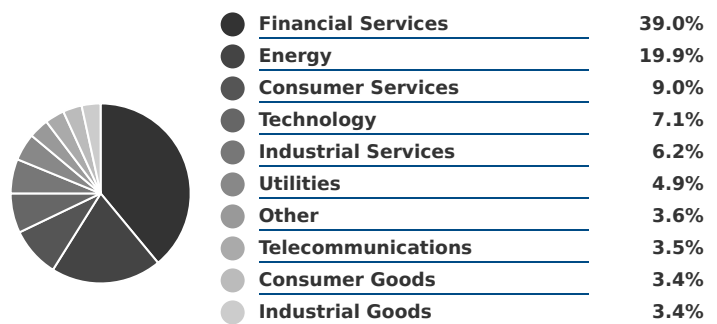 Financial Services 39.0%
Energy 19.9%
Consumer Services 9.0%
Technology 7.1%
Industrial Services 6.2%
Utilities 4.9%
Other 3.6%
Telecommunications 3.5%
Consumer Goods 3.4%
Industrial Goods 3.4%